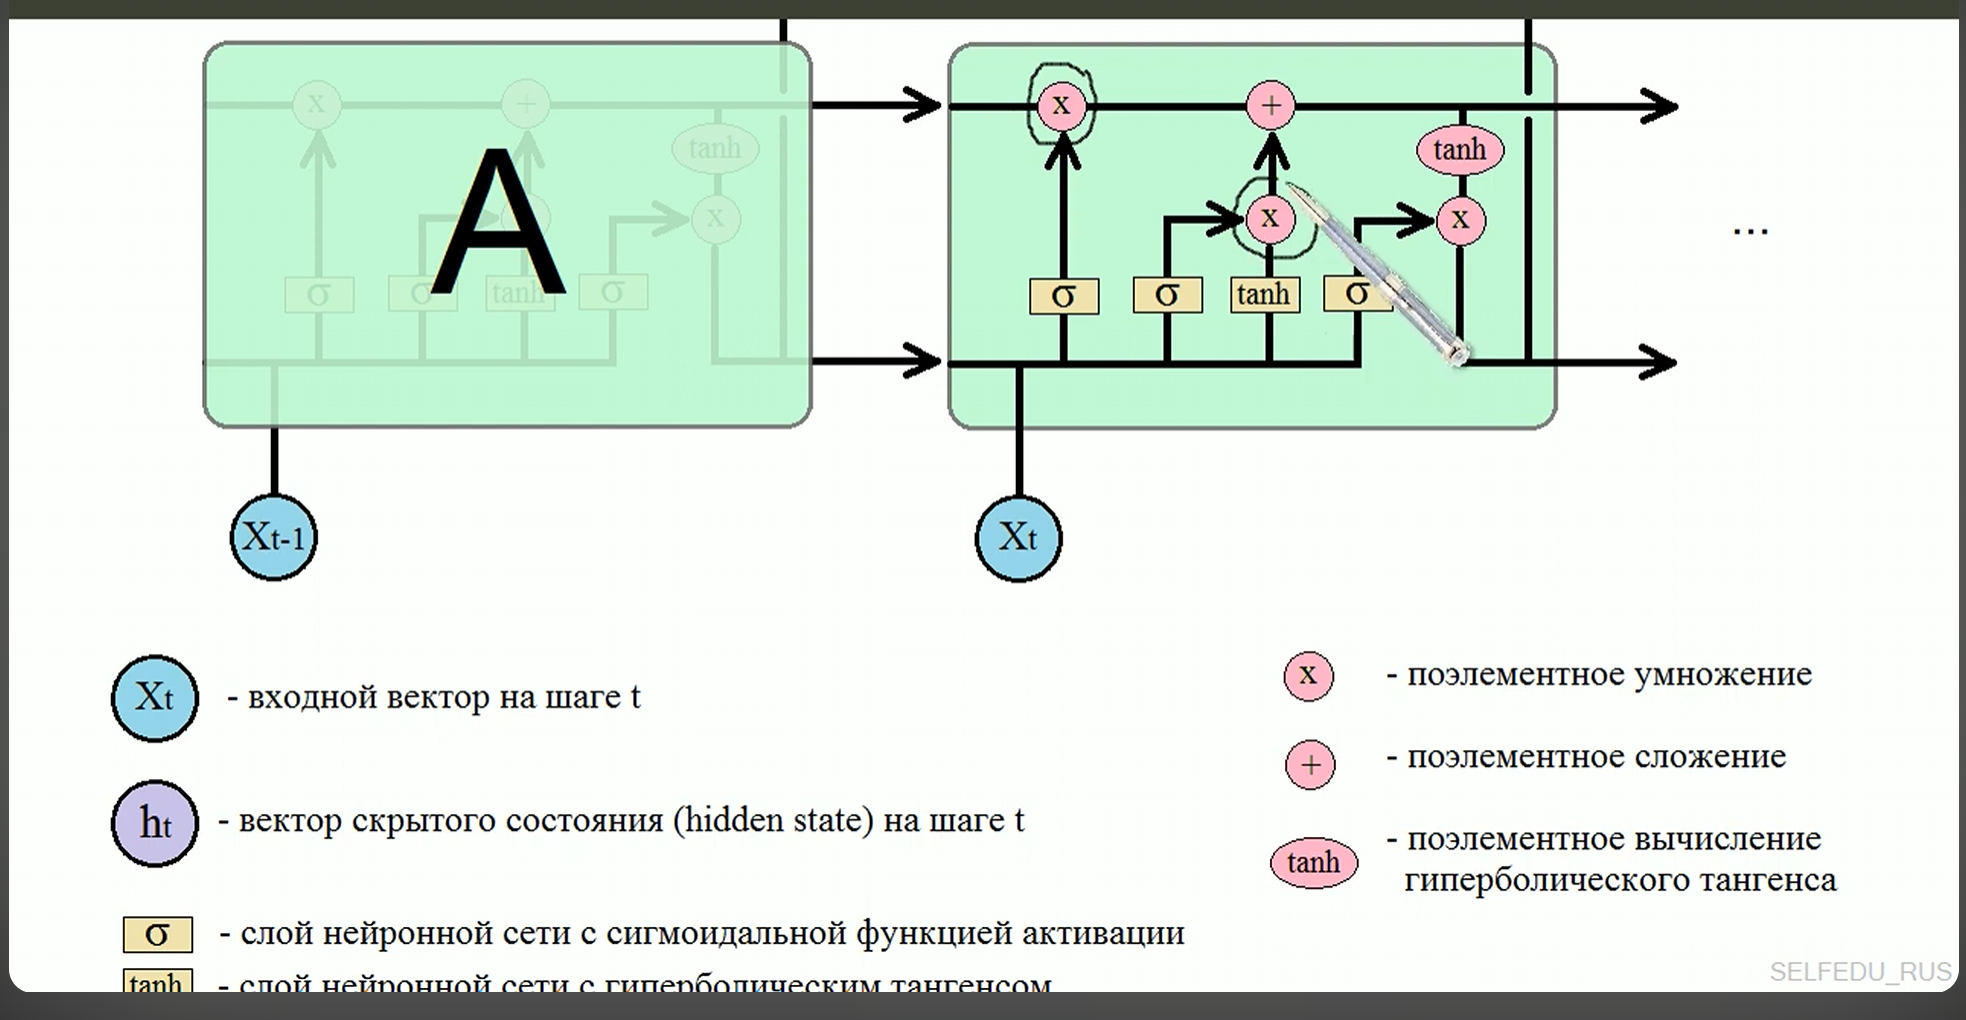 x + tanh x σ σ tanh σ
A
x + tanh x x σ σ tanh σ
...
Xt-1
Xt
Xt - входной вектор на шаге t
ht - вектор скрытого состояния (hidden state) на шаге t
σ - слой нейронной сети с сигмоидальной функцией активации
tanh - слой нейронной сети с гиперболическим тангенсом
x - поэлементное умножение
+ - поэлементное сложение
tanh - поэлементное вычисление
гиперболического тангенса
SELFEDU_RUS